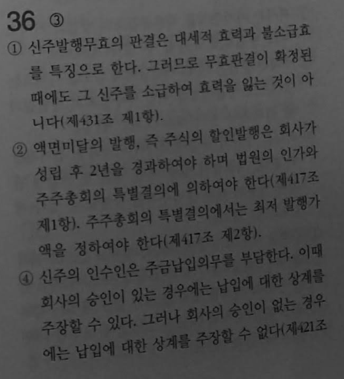 36 ③
① 신주발행무효의 판결은 대세적 효력과 불소급효
를 특징으로 한다. 그러므로 무효판결이 확정된
때에도 그 신주를 소급하여 효력을 잃는 것이 아
니다(제431조 제1항).
② 액면미달의 발행, 즉 주식의 할인발행은 회사가
성립 후 2년을 경과하여야 하며 법원의 인가와
주주총회의 특별결의에 의하여야 한다(제417조
제1항). 주주총회의 특별결의에서는 최저 발행가
액을 정하여야 한다(제417조 제2항).
④ 신주의 인수인은 주금납입의무를 부담한다. 이때
회사의 승인이 있는 경우에는 납입에 대한 상계를
주장할 수 있다. 그러나 회사의 승인이 없는 경우
에는 납입에 대한 상계를 주장할 수 없다(제421조